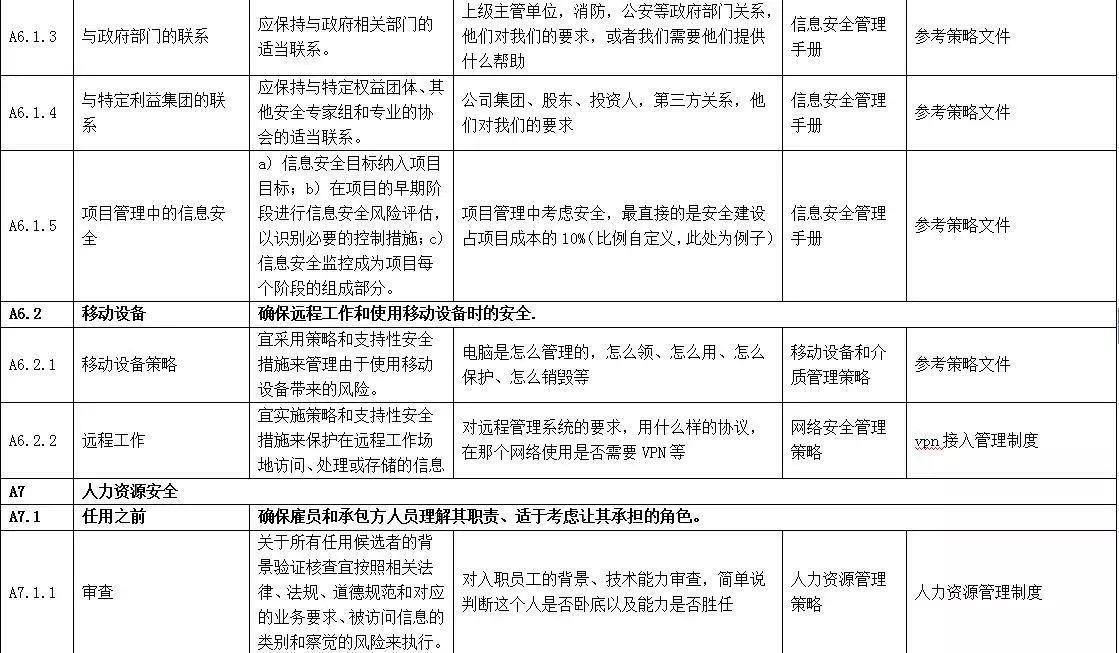 A6.1.3
与政府部门的联系
应保持与政府相关部门的
适当联系。
上级主管单位，消防，公安等政府部门关系，
他们对我们的要求，或者我们需要他们提供
什么帮助
信息安全管理
手册
参考策略文件
A6.1.4
与特定利益集团的联
系
应保持与特定权益团体、其
他安全专家组和专业的协
会的适当联系。
公司集团、股东、投资人，第三方关系，他
们对我们的要求
信息安全管理
手册
参考策略文件
A6.1.5
项目管理中的信息安
全
a）信息安全目标纳入项目
目标；b）在项目的早期阶
段进行信息安全风险评估，
以识别必要的控制措施；c）
信息安全监控成为项目每
个阶段的组成部分。
项目管理中考虑安全，最直接的是安全建设
占项目成本的10%（比例自定义，此处为例子）
信息安全管理
手册
参考策略文件
A6.2
移动设备
确保远程工作和使用移动设备时的安全.
A6.2.1
移动设备策略
宜采用策略和支持性安全
措施来管理由于使用移动
设备带来的风险。
电脑是怎么管理的，怎么领、怎么用、怎么
保护、怎么销毁等
移动设备和介
质管理策略
参考策略文件
A6.2.2
远程工作
宜实施策略和支持性安全
措施来保护在远程工作场
地访问、处理或存储的信息
对远程管理系统的要求，用什么样的协议，
在那个网络使用是否需要VPN等
网络安全管理
策略
vpn接入管理制度
A7
人力资源安全
A7.1
任用之前
确保雇员和承包方人员理解其职责、适于考虑让其承担的角色。
A7.1.1
审查
关于所有任用候选者的背
景验证核查宜按照相关法
律、法规、道德规范和对应
的业务要求、被访问信息的
类别和察觉的风险来执行。
对入职员工的背景、技术能力审查，简单说
判断这个人是否卧底以及能力是否胜任
人力资源管理
策略
人力资源管理制度